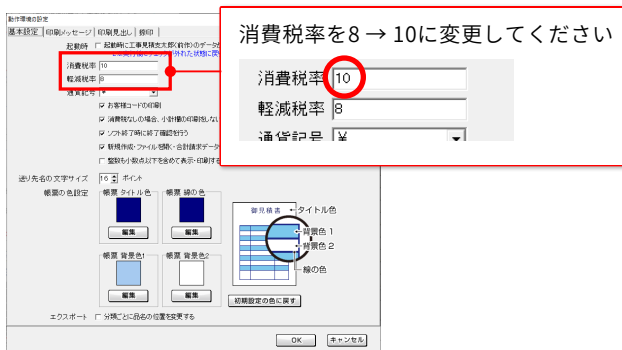 動作環境の設定
基本設定 印刷メッセージ 印刷見出し 捺印
起動時 起動時に工事見積支太郎(前作)のデータが
消費税率 10
軽減税率 8
通貨記号 ¥
お客様コードの印刷
消費税なしの場合、小計欄の印刷をしない
ソフト終了時に終了確認を行う
新規作成・ファイルを開く・合計請求データ
整数も小数点以下を含めて表示・印刷する
送り先名の文字サイズ 16 ポイント
帳票の色設定 帳票 タイトル色 帳票 線の色
編集 編集
帳票 背景色1 帳票 背景色2
編集 編集
御見積書 タイトル色
背景色 1
背景色 2
線の色
初期設定の色に戻す
エクスポート 分類ごとに品名の位置を変更する
OK キャンセル
消費税率を8 → 10に変更してください
消費税率 10
軽減税率 8
通貨記号 ¥